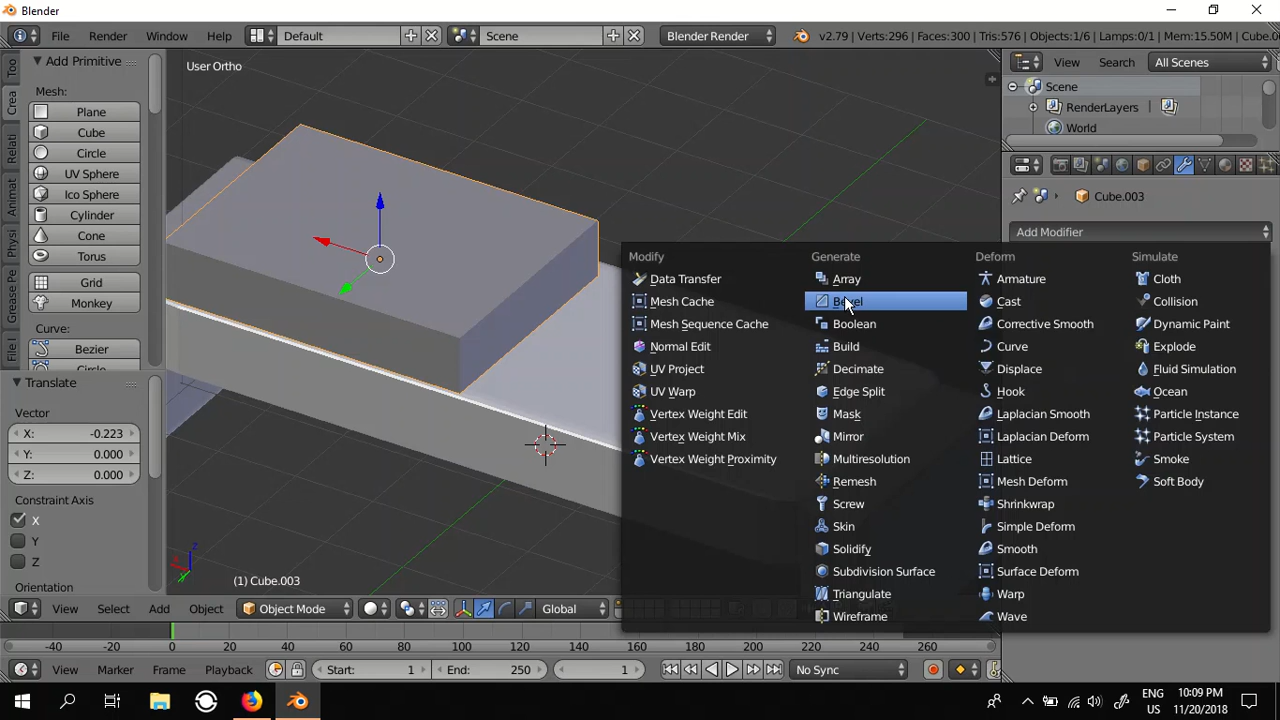 Blender
File Render Window Help Default Scene Blender Render v2.79 | Verts:296 | Faces:300 | Tris:576 | Objects:1/6 | Lamps:0/1 | Mem:15.50M | Cube.0
Add Primitive
Mesh:
Plane
Cube
Circle
UV Sphere
Ico Sphere
Cylinder
Cone
Torus
Grid
Monkey
Curve:
Bezier
Circle
Too
Crea
Relati
Animat
Physi
Grease Pe
File I
Translate
Vector
X: -0.223
Y: 0.000
Z: 0.000
Constraint Axis
X
Y
Z
Orientation
User Ortho
(1) Cube.003
View Search All Scenes
Scene
RenderLayers
World
Cube.003
Add Modifier
Modify
Data Transfer
Mesh Cache
Mesh Sequence Cache
Normal Edit
UV Project
UV Warp
Vertex Weight Edit
Vertex Weight Mix
Vertex Weight Proximity
Generate
Array
Bevel
Boolean
Build
Decimate
Edge Split
Mask
Mirror
Multiresolution
Remesh
Screw
Skin
Solidify
Subdivision Surface
Triangulate
Wireframe
Deform
Armature
Cast
Corrective Smooth
Curve
Displace
Hook
Laplacian Smooth
Laplacian Deform
Lattice
Mesh Deform
Shrinkwrap
Simple Deform
Smooth
Surface Deform
Warp
Wave
Simulate
Cloth
Collision
Dynamic Paint
Explode
Fluid Simulation
Ocean
Particle Instance
Particle System
Smoke
Soft Body
View Select Add Object Object Mode Global
-40 -20 0 20 40 60 80 100 120 140 160 180 200 220 240 260
View Marker Frame Playback Start: 1 End: 250 1 No Sync
ENG 10:09 PM
US 11/20/2018